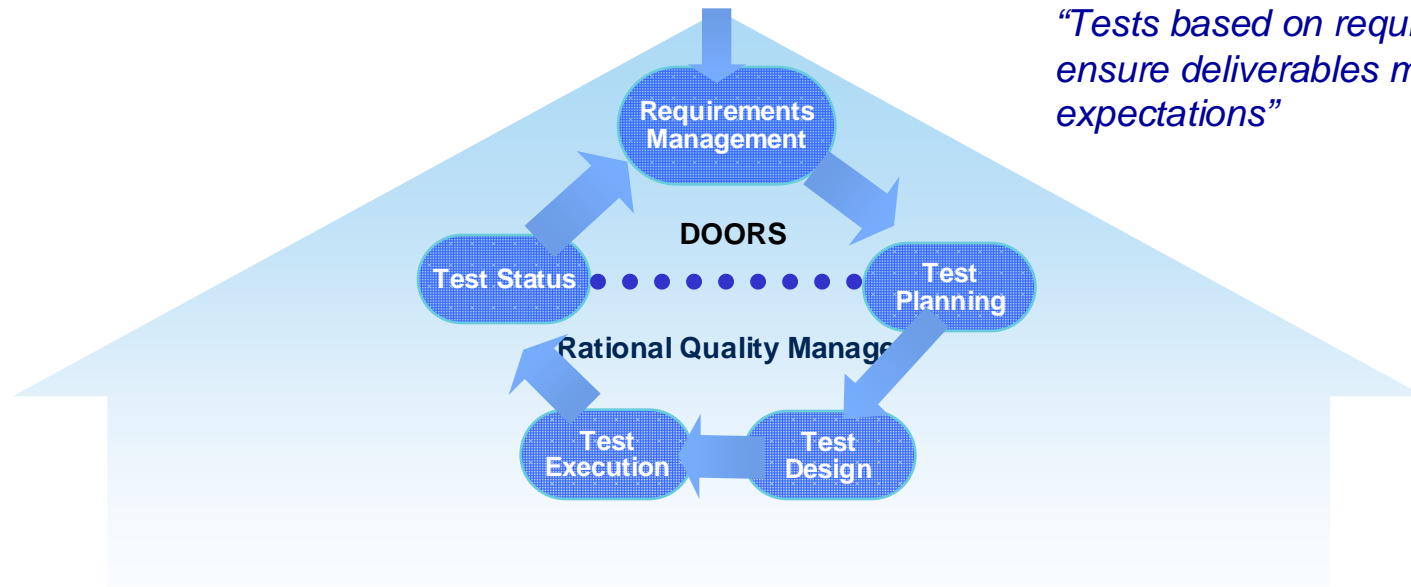 “Tests based on requi
ensure deliverables m
expectations”
Requirements
Management
DOORS
Test Status
Test
Planning
Rational Quality Manage
Test
Execution
Test
Design